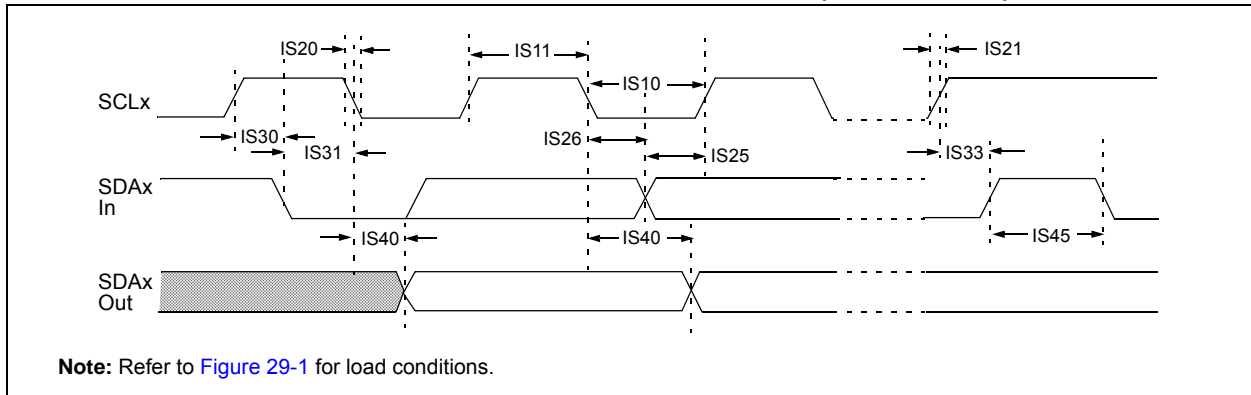 IS20
IS11
IS21
IS10
SCLx
IS30
IS26
IS31
IS25
IS33
SDAx
In
IS40
IS40
IS45
SDAx
Out
Note: Refer to Figure 29-1 for load conditions.